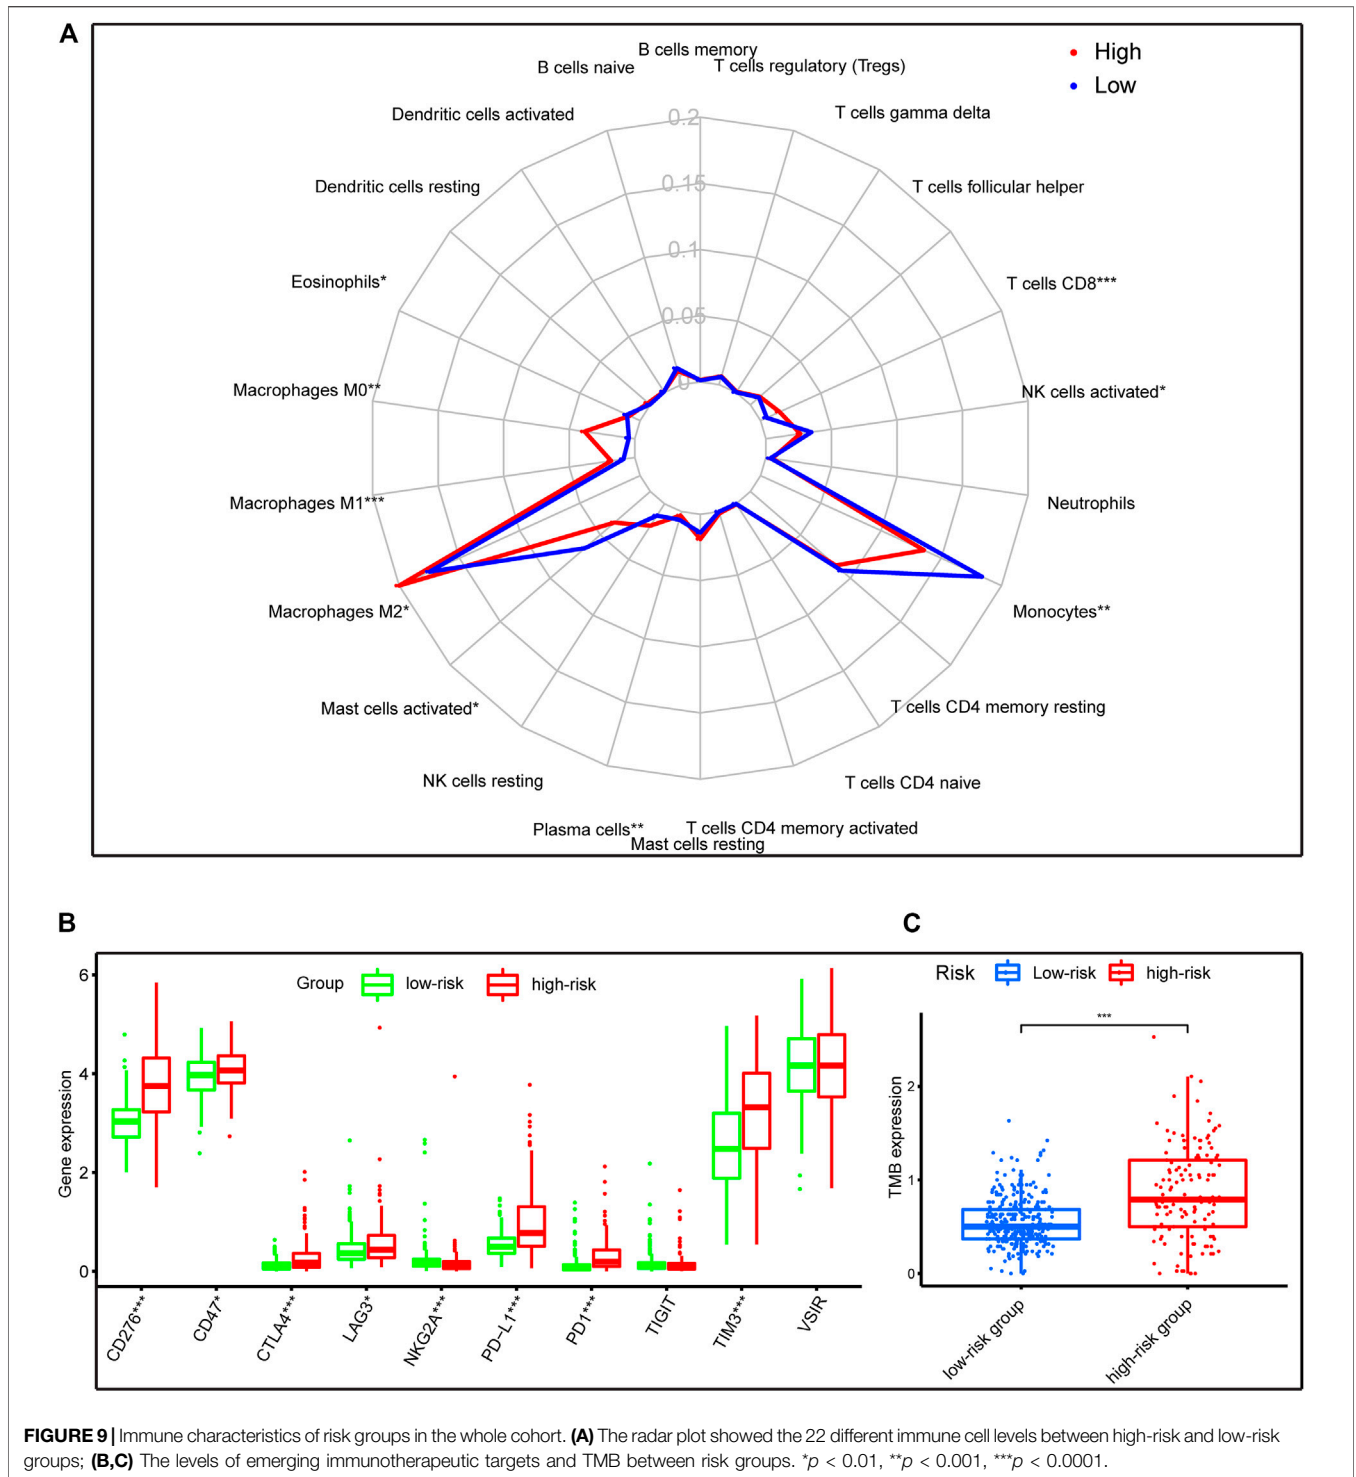 A
B cells memory
B cells naive
T cells regulatory (Tregs)
High
Low
Dendritic cells activated
T cells gamma delta
0.2
Dendritic cells resting
0.15
T cells follicular helper
0.1
Eosinophils*
T cells CD8***
0.05
Macrophages M0**
0
NK cells activated*
Macrophages M1***
Neutrophils
Macrophages M2*
Monocytes**
Mast cells activated*
T cells CD4 memory resting
NK cells resting
T cells CD4 naive
Plasma cells**
T cells CD4 memory activated
Mast cells resting
B
Group low-risk high-risk
Gene expression
6
4
2
0
CD276***
CD47*
CTLA4***
LAG3*
NKG2A***
PD-L1***
PD1***
TIGIT
TIM3***
VSIR
C
Risk Low-risk high-risk
***
TMB expression
2
1
0
low-risk group
high-risk group
FIGURE 9 | Immune characteristics of risk groups in the whole cohort. (A) The radar plot showed the 22 different immune cell levels between high-risk and low-risk
groups; (B,C) The levels of emerging immunotherapeutic targets and TMB between risk groups. *p < 0.01, **p < 0.001, ***p < 0.0001.